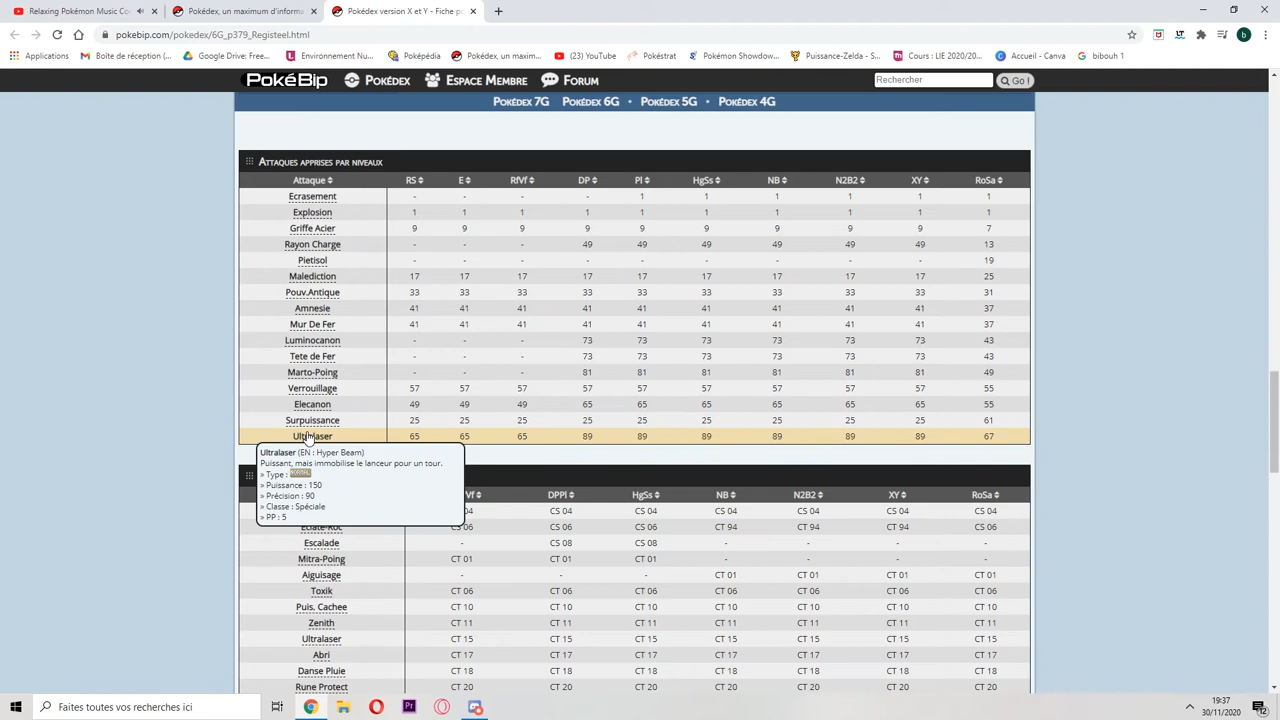 Relaxing Pokémon Music Co
Pokédex, un maximum d'informa
Pokédex version X et Y - Fiche po
pokebip.com/pokedex/6G_p379_Registeel.html
Applications
Boîte de réception (...
Google Drive: Free...
Environnement Nu...
Poképédia
Pokédex, un maxim...
(23) YouTube
Pokéstrat
Pokémon Showdow...
Puissance-Zelda (S...
Cours : LIE 2020/20...
Accueil - Canva
bibouh 1
PokéBip
Pokédex
Espace Membre
Forum
Rechercher
Go !
Pokédex 7G
Pokédex 6G
• Pokédex 5G
• Pokédex 4G
Attaques apprises par niveaux
Attaque RS E RfVf DP Pl HgSs NB N2B2 XY RoSa
Ecrasement - - - - 1 1 1 1 1 1
Explosion 1 1 1 1 1 1 1 1 1 1
Griffe Acier 9 9 9 9 9 9 9 9 9 7
Rayon Charge - - - 49 49 49 49 49 49 13
Pietisol - - - - - - - - - 19
Malediction 17 17 17 17 17 17 17 17 17 25
Pouv.Antique 33 33 33 33 33 33 33 33 33 31
Amnesie 41 41 41 41 41 41 41 41 41 37
Mur De Fer 41 41 41 41 41 41 41 41 41 37
Luminocanon - - - 73 73 73 73 73 73 43
Tete de Fer - - - 73 73 73 73 73 73 43
Marto-Poing - - - 81 81 81 81 81 81 49
Verrouillage 57 57 57 57 57 57 57 57 57 55
Elecanon 49 49 49 65 65 65 65 65 65 55
Surpuissance 25 25 25 25 25 25 25 25 25 61
Ultralaser 65 65 65 89 89 89 89 89 89 67
Ultralaser (EN : Hyper Beam)
Puissant, mais immobilise le lanceur pour un tour.
» Type : NORMAL
» Puissance : 150
» Précision : 90
» Classe : Spéciale
» PP : 5
Vf DPPl HgSs NB N2B2 XY RoSa
04 CS 04 CS 04 CS 04 CS 04 CS 04 CS 04
Eclate-Roc CS 06 CS 06 CS 06 CT 94 CT 94 CT 94 CS 06
Escalade - CS 08 CS 08 - - - -
Mitra-Poing CT 01 CT 01 CT 01 - - - -
Aiguisage - - - CT 01 CT 01 CT 01 CT 01
Toxik CT 06 CT 06 CT 06 CT 06 CT 06 CT 06 CT 06
Puis. Cachee CT 10 CT 10 CT 10 CT 10 CT 10 CT 10 CT 10
Zenith CT 11 CT 11 CT 11 CT 11 CT 11 CT 11 CT 11
Ultralaser CT 15 CT 15 CT 15 CT 15 CT 15 CT 15 CT 15
Abri CT 17 CT 17 CT 17 CT 17 CT 17 CT 17 CT 17
Danse Pluie CT 18 CT 18 CT 18 CT 18 CT 18 CT 18 CT 18
Rune Protect CT 20 CT 20 CT 20 CT 20 CT 20 CT 20 CT 20
Faites toutes vos recherches ici
19:37
30/11/2020
12